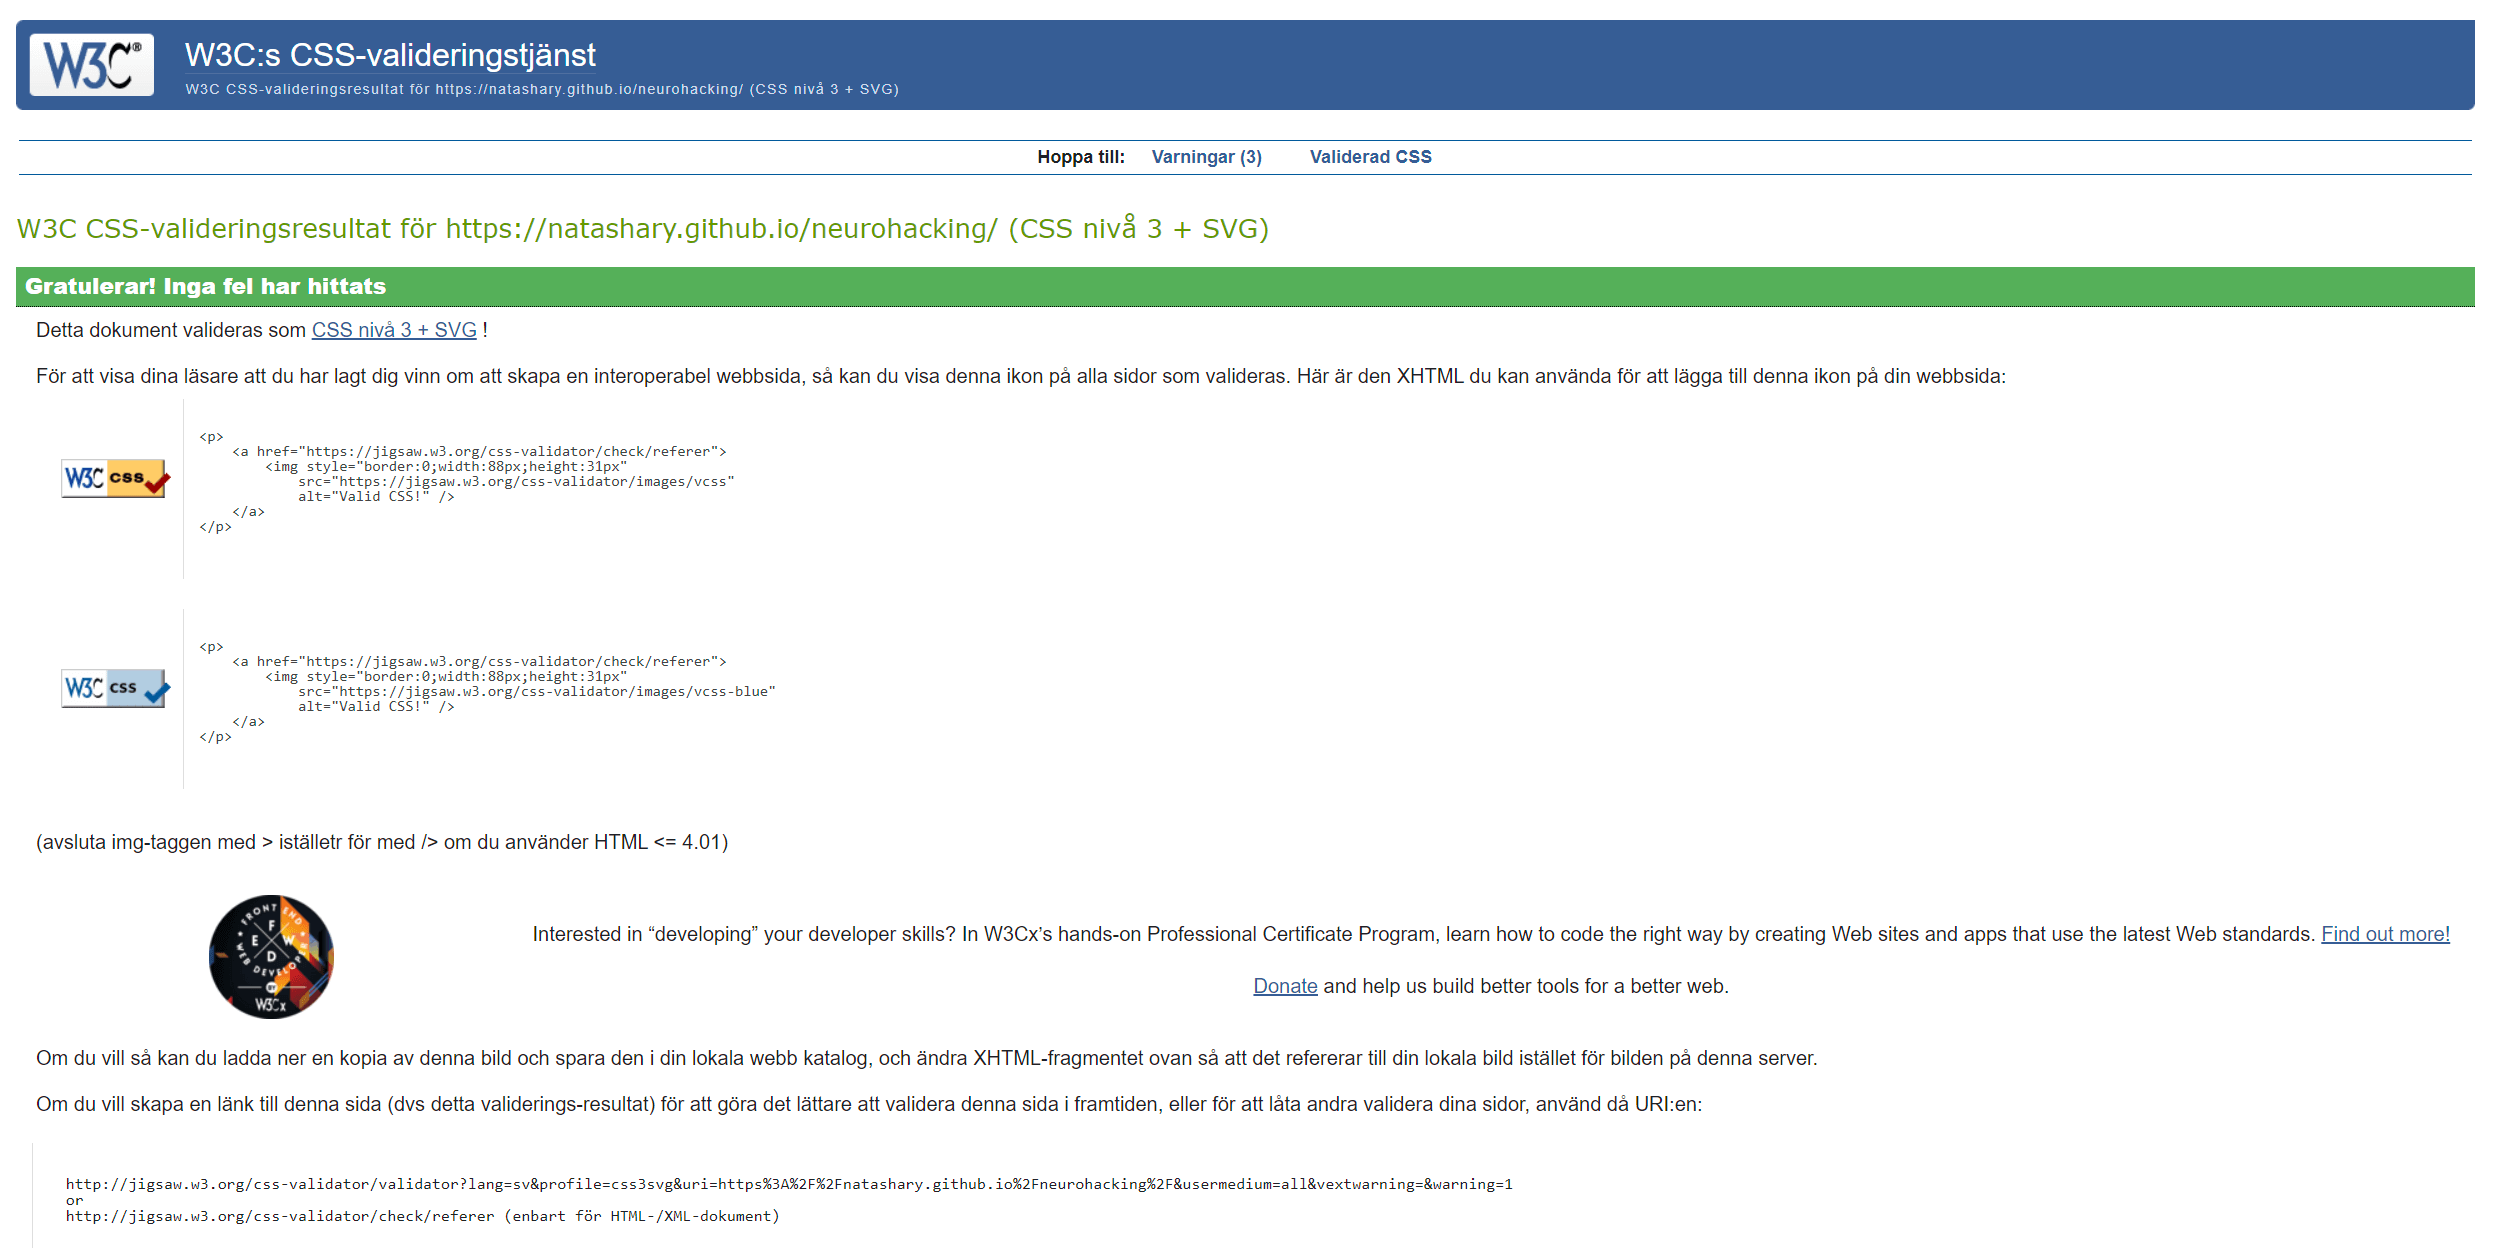 W3C®
W3C:s CSS-valideringstjänst
W3C CSS-valideringsresultat för https://natashary.github.io/neurohacking/ (CSS nivå 3 + SVG)
Hoppa till: Varningar (3) Validerad CSS
W3C CSS-valideringsresultat för https://natashary.github.io/neurohacking/ (CSS nivå 3 + SVG)
Gratulerar! Inga fel har hittats
Detta dokument valideras som CSS nivå 3 + SVG !
För att visa dina läsare att du har lagt dig vinn om att skapa en interoperabel webbsida, så kan du visa denna ikon på alla sidor som valideras. Här är den XHTML du kan använda för att lägga till denna ikon på din webbsida:
W3C css
<p>
    <a href="https://jigsaw.w3.org/css-validator/check/referer">
        <img style="border:0;width:88px;height:31px"
            src="https://jigsaw.w3.org/css-validator/images/vcss"
            alt="Valid CSS!" />
    </a>
</p>
W3C css
<p>
    <a href="https://jigsaw.w3.org/css-validator/check/referer">
        <img style="border:0;width:88px;height:31px"
            src="https://jigsaw.w3.org/css-validator/images/vcss-blue"
            alt="Valid CSS!" />
    </a>
</p>
(avsluta img-taggen med > iställetr för med /> om du använder HTML <= 4.01)
FRONT END
WEB DEVELOPER
F E W D
BY
W3Cx
Interested in “developing” your developer skills? In W3Cx’s hands-on Professional Certificate Program, learn how to code the right way by creating Web sites and apps that use the latest Web standards. Find out more!
Donate and help us build better tools for a better web.
Om du vill så kan du ladda ner en kopia av denna bild och spara den i din lokala webb katalog, och ändra XHTML-fragmentet ovan så att det refererar till din lokala bild istället för bilden på denna server.
Om du vill skapa en länk till denna sida (dvs detta validerings-resultat) för att göra det lättare att validera denna sida i framtiden, eller för att låta andra validera dina sidor, använd då URI:en:
http://jigsaw.w3.org/css-validator/validator?lang=sv&profile=css3svg&uri=https%3A%2F%2Fnatashary.github.io%2Fneurohacking%2F&usermedium=all&vextwarning=&warning=1
or
http://jigsaw.w3.org/css-validator/check/referer (enbart för HTML-/XML-dokument)